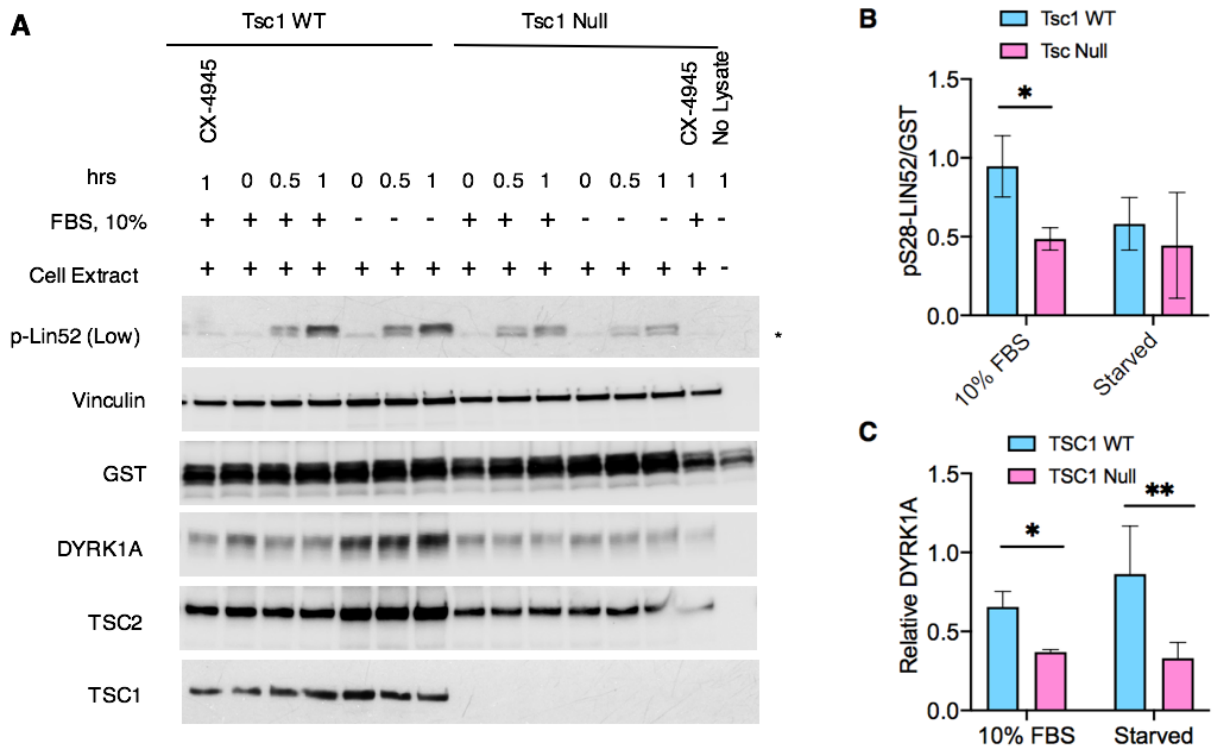 A
Tsc1 WT
Tsc1 Null
CX-4945
CX-4945
No Lysate
hrs 1 0 0.5 1 0 0.5 1 0 0.5 1 0 0.5 1 1 1
FBS, 10% + + + + - - - + + + - - - +
Cell Extract + + + + + + + + + + + + + + -
p-Lin52 (Low) *
Vinculin
GST
DYRK1A
TSC2
TSC1
B
Tsc1 WT
Tsc Null
pS28-LIN52/GST
1.5
*
1.0
0.5
0.0
10% FBS
Starved
C
TSC1 WT
TSC1 Null
Relative DYRK1A
1.5
**
*
1.0
0.5
0.0
10% FBS Starved